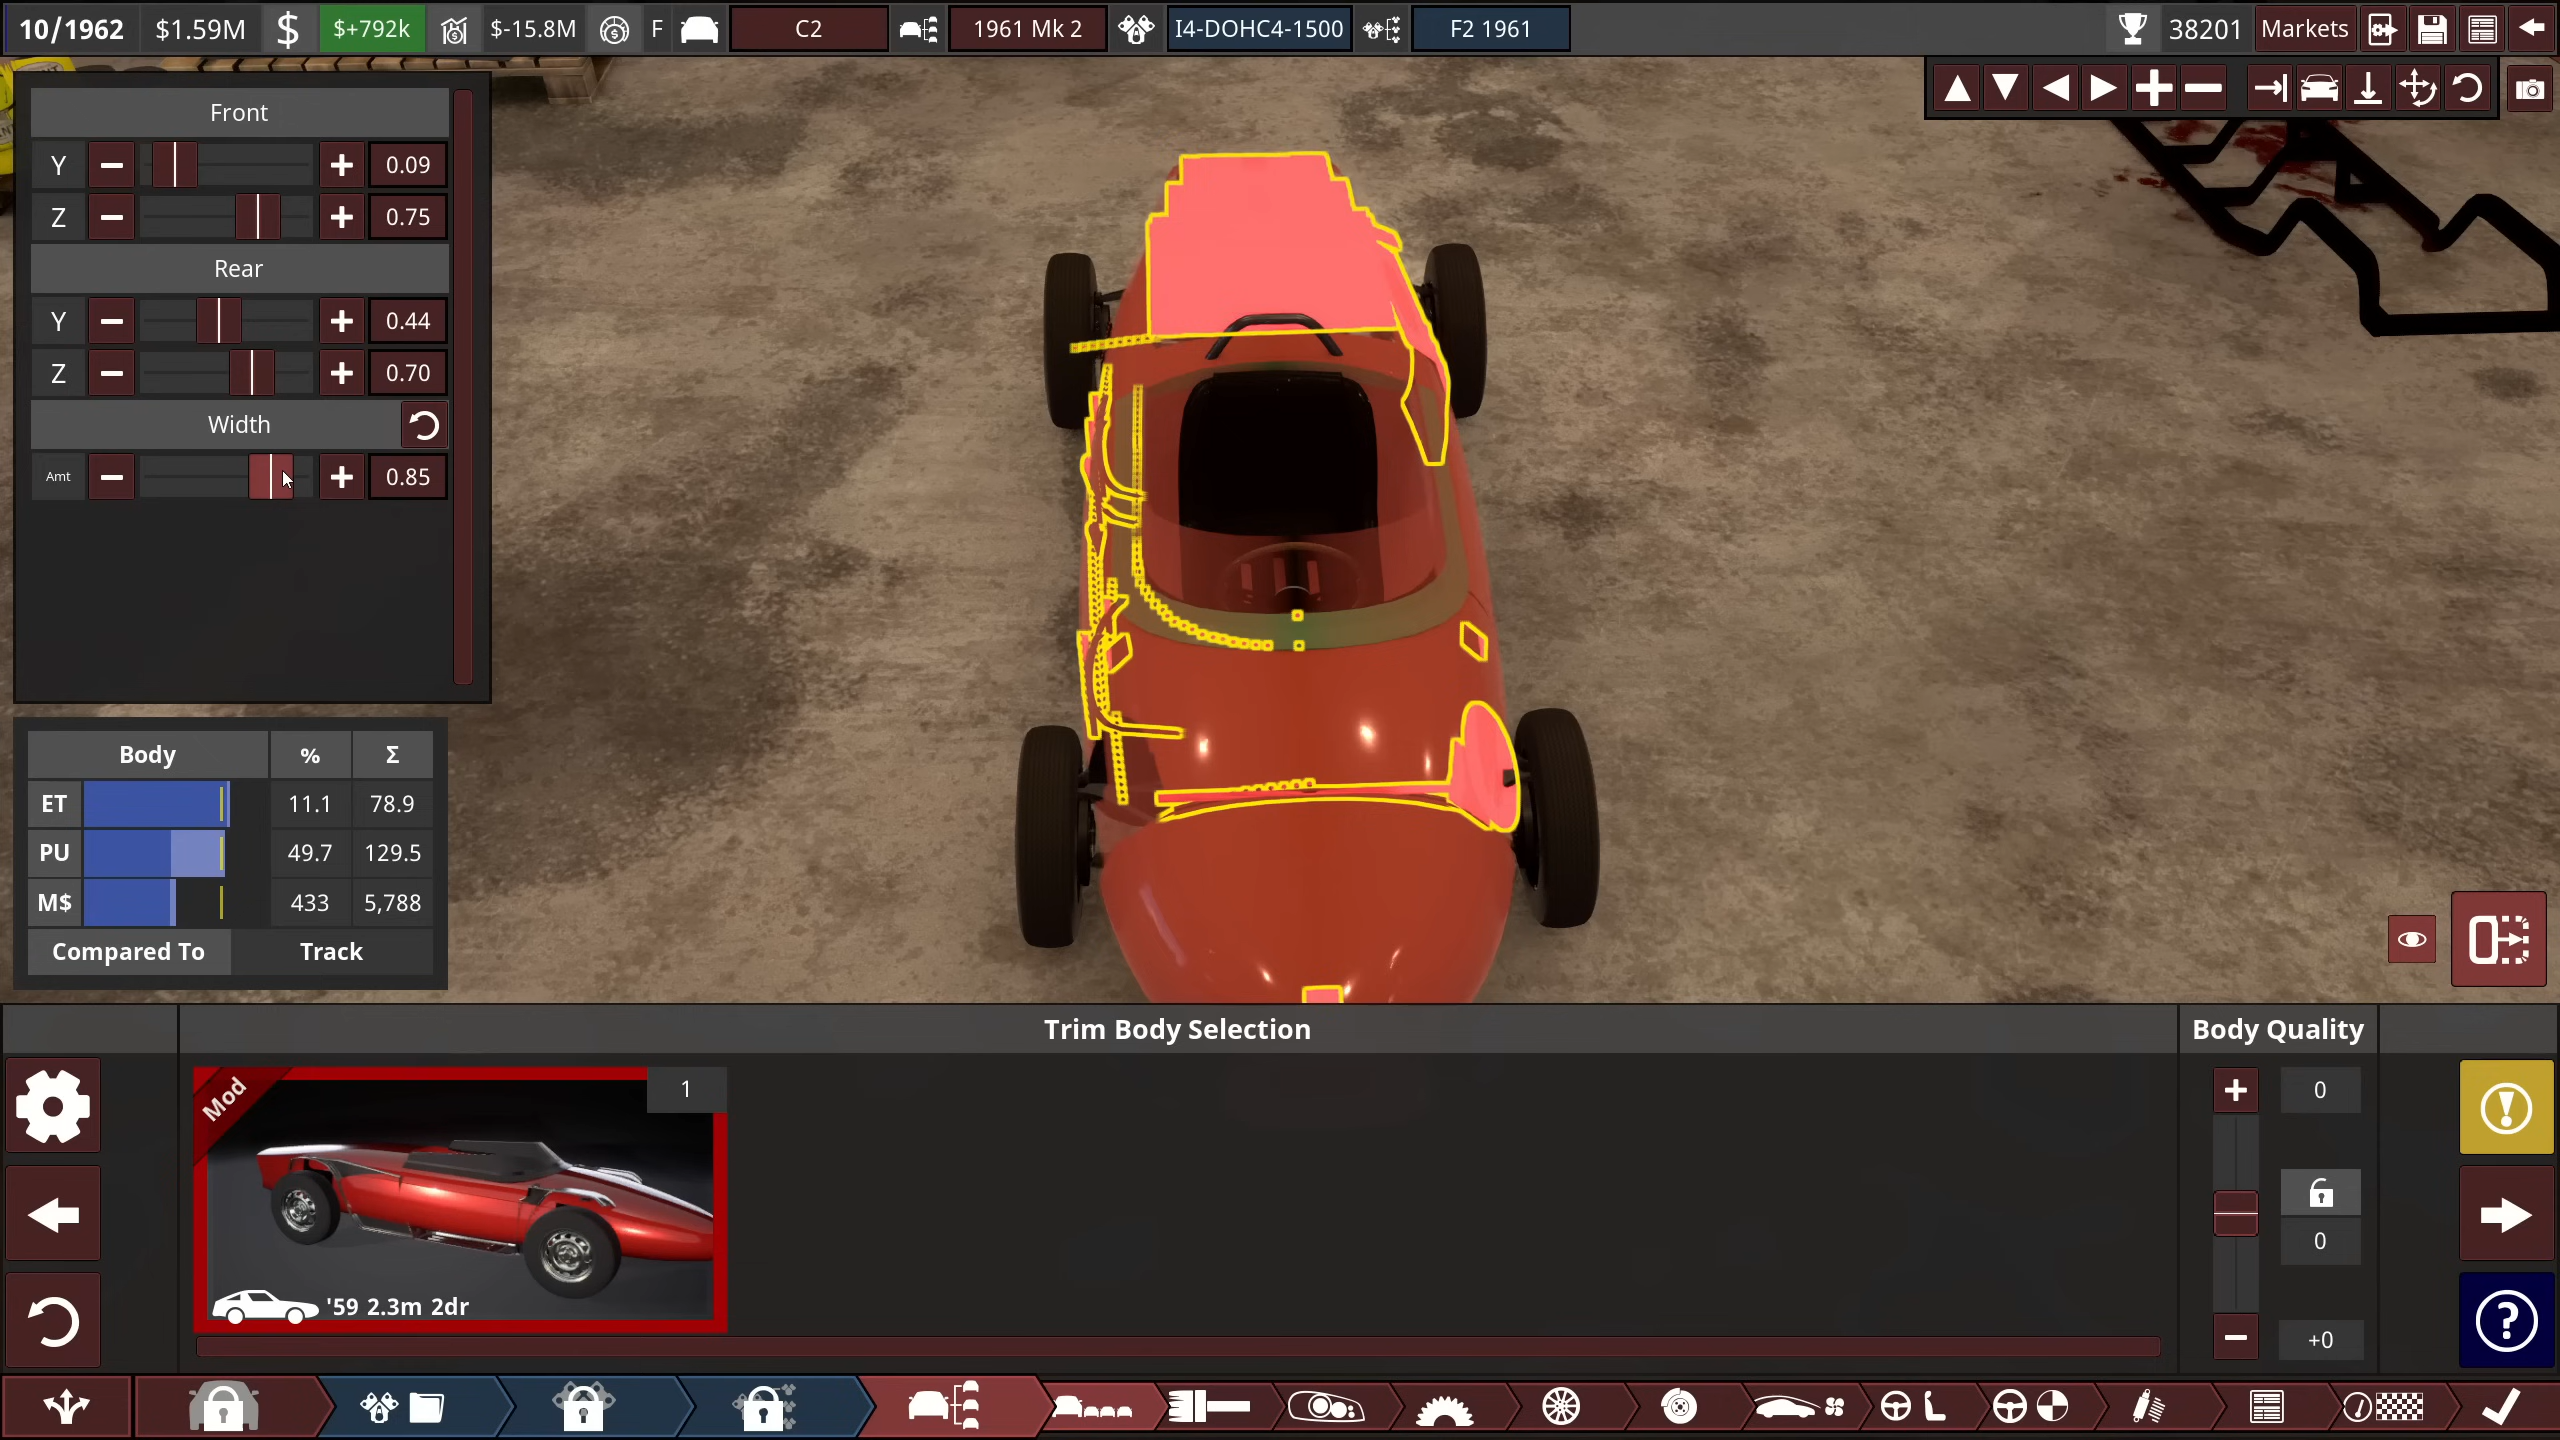 10/1962 $1.59M $+792k $-15.8M F C2 1961 Mk 2 I4-DOHC4-1500 F2 1961 38201 Markets
Front
Y 0.09
Z 0.75
Rear
Y 0.44
Z 0.70
Width
Amt 0.85
Body % Σ
ET 11.1 78.9
PU 49.7 129.5
M$ 433 5,788
Compared To Track
Trim Body Selection
Body Quality
Mod
1
'59 2.3m 2dr
0
0
+0